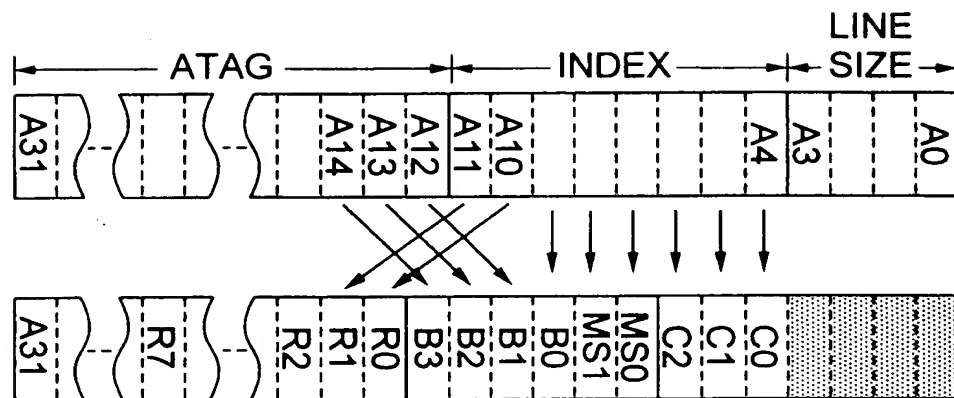 LINE
ATAG INDEX SIZE
A31 A14 A13 A12 A11 A10 A4 A3 A0
A31 R7 R2 R1 R0 B3 B2 B1 B0 MS1 MS0 C2 C1 C0